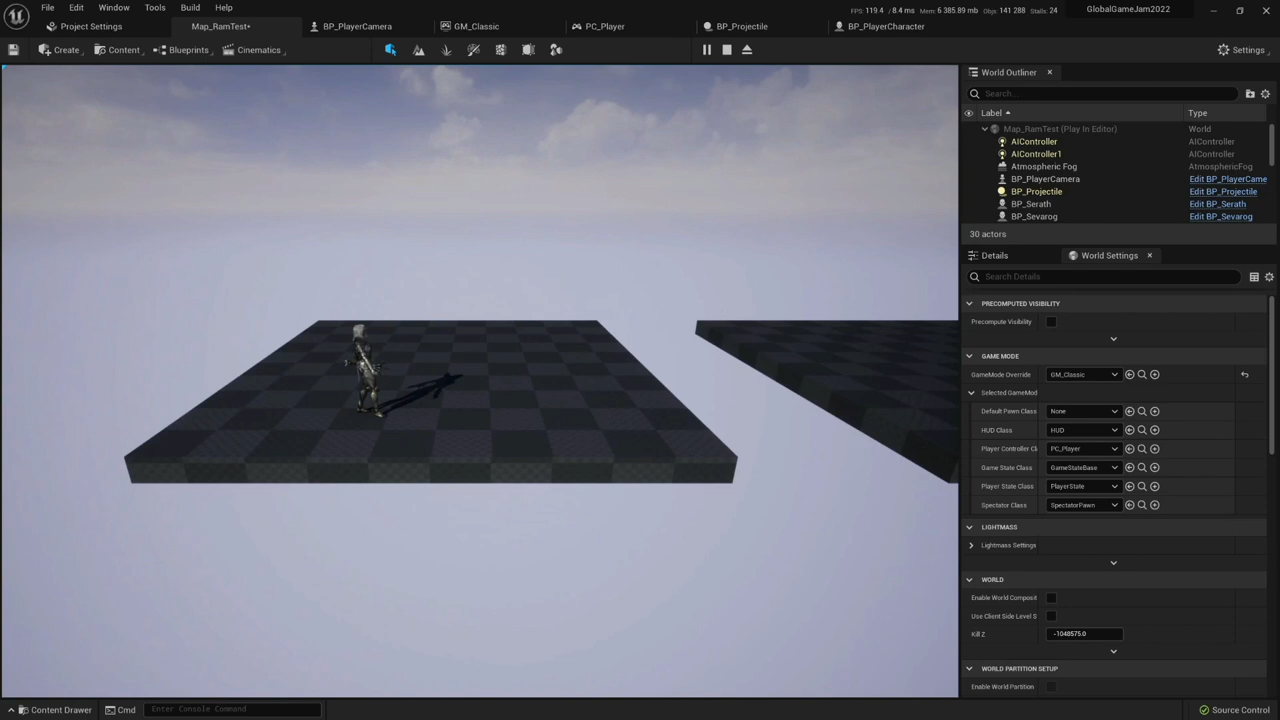 File Edit Window Tools Build Help
FPS: 119.4 / 8.4 ms Mem: 6 385.89 mb Objs: 141 288 Stalls: 24
GlobalGameJam2022
Project Settings
Map_RamTest•
BP_PlayerCamera
GM_Classic
PC_Player
BP_Projectile
BP_PlayerCharacter
Create
Content
Blueprints
Cinematics
Settings
World Outliner
Search...
Label Type
Map_RamTest (Play In Editor) World
AIController AIController
AIController1 AIController
Atmospheric Fog AtmosphericFog
BP_PlayerCamera Edit BP_PlayerCame
BP_Projectile Edit BP_Projectile
BP_Serath Edit BP_Serath
BP_Sevarog Edit BP_Sevarog
30 actors
Details
World Settings
Search Details
PRECOMPUTED VISIBILITY
Precompute Visibility
GAME MODE
GameMode Override GM_Classic
Selected GameMod
Default Pawn Class None
HUD Class HUD
Player Controller Cl PC_Player
Game State Class GameStateBase
Player State Class PlayerState
Spectator Class SpectatorPawn
LIGHTMASS
Lightmass Settings
WORLD
Enable World Composit
Use Client Side Level S
Kill Z -1048575.0
WORLD PARTITION SETUP
Enable World Partition
Content Drawer
Cmd
Enter Console Command
Source Control